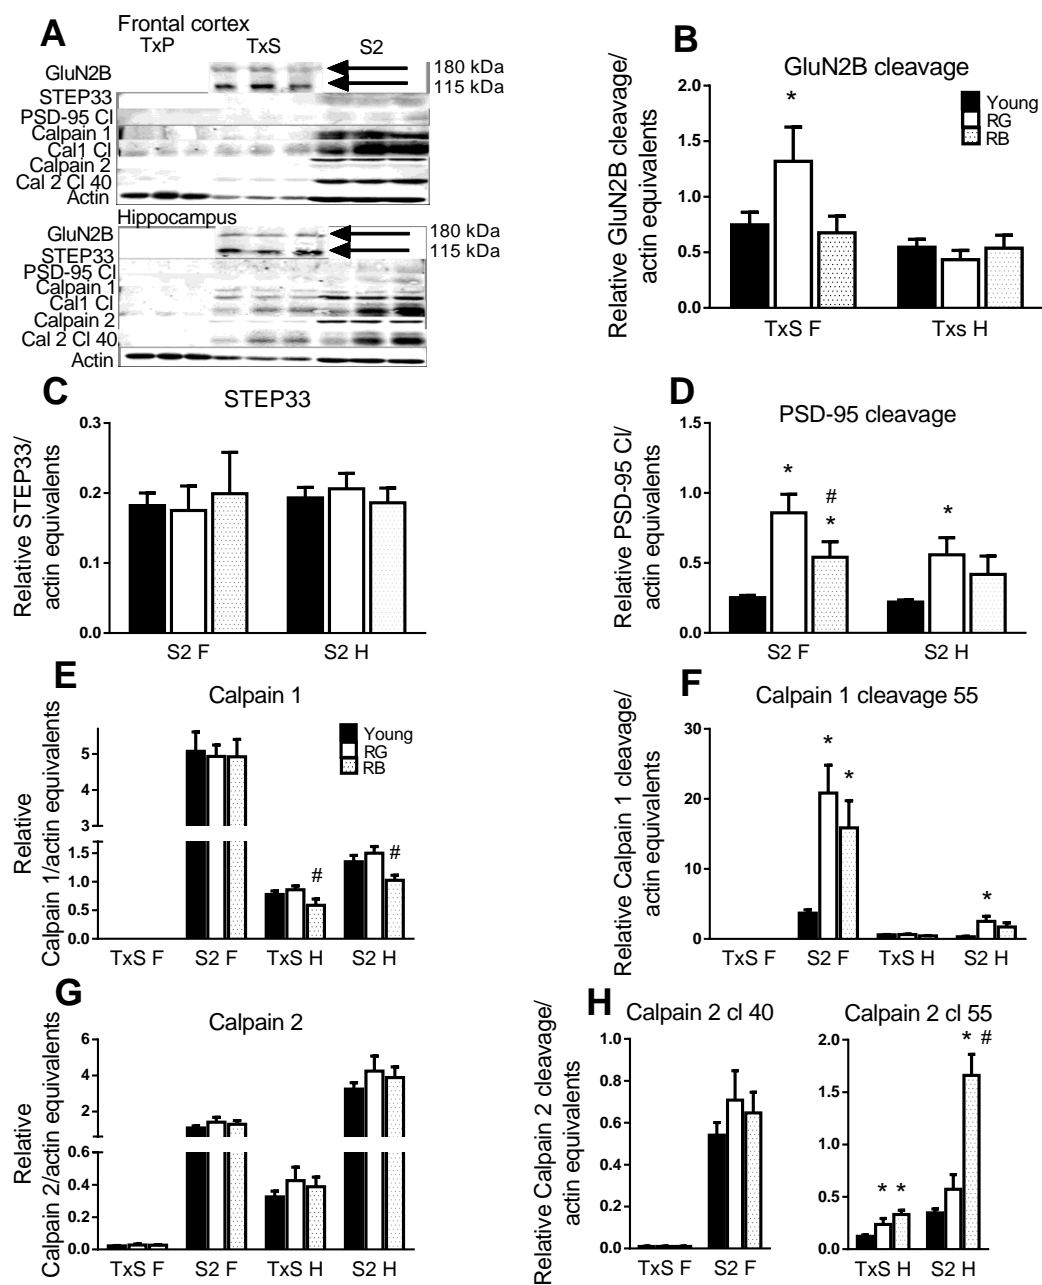 A
Frontal cortex
TxP TxS S2
GluN2B
180 kDa
115 kDa
STEP33
PSD-95 Cl
Calpain 1
Cal1 Cl
Calpain 2
Cal 2 Cl 40
Actin
Hippocampus
GluN2B
180 kDa
STEP33
115 kDa
PSD-95 Cl
Calpain 1
Cal1 Cl
Calpain 2
Cal 2 Cl 40
Actin
B
GluN2B cleavage
Relative GluN2B cleavage/
actin equivalents
2.0
1.5
1.0
0.5
0.0
*
Young
RG
RB
TxS F
Txs H
C
STEP33
Relative STEP33/
actin equivalents
0.3
0.2
0.1
0.0
S2 F
S2 H
D
PSD-95 cleavage
Relative PSD-95 Cl/
actin equivalents
1.5
1.0
0.5
0.0
*
#
*
*
S2 F
S2 H
E
Calpain 1
Relative
Calpain 1/actin equivalents
5
4
3
1.5
1.0
0.5
0.0
Young
RG
RB
#
#
TxS F
S2 F
TxS H
S2 H
F
Calpain 1 cleavage 55
Relative Calpain 1 cleavage/
actin equivalents
30
20
10
0
*
*
*
TxS F
S2 F
TxS H
S2 H
G
Calpain 2
Relative
Calpain 2/actin equivalents
6
4
2
0.6
0.4
0.2
0.0
TxS F
S2 F
TxS H
S2 H
H
Calpain 2 cl 40
Relative Calpain 2 cleavage/
actin equivalents
1.0
0.8
0.6
0.4
0.2
0.0
TxS F
S2 F
Calpain 2 cl 55
2.0
1.5
1.0
0.5
0.0
* *
* #
TxS H
S2 H